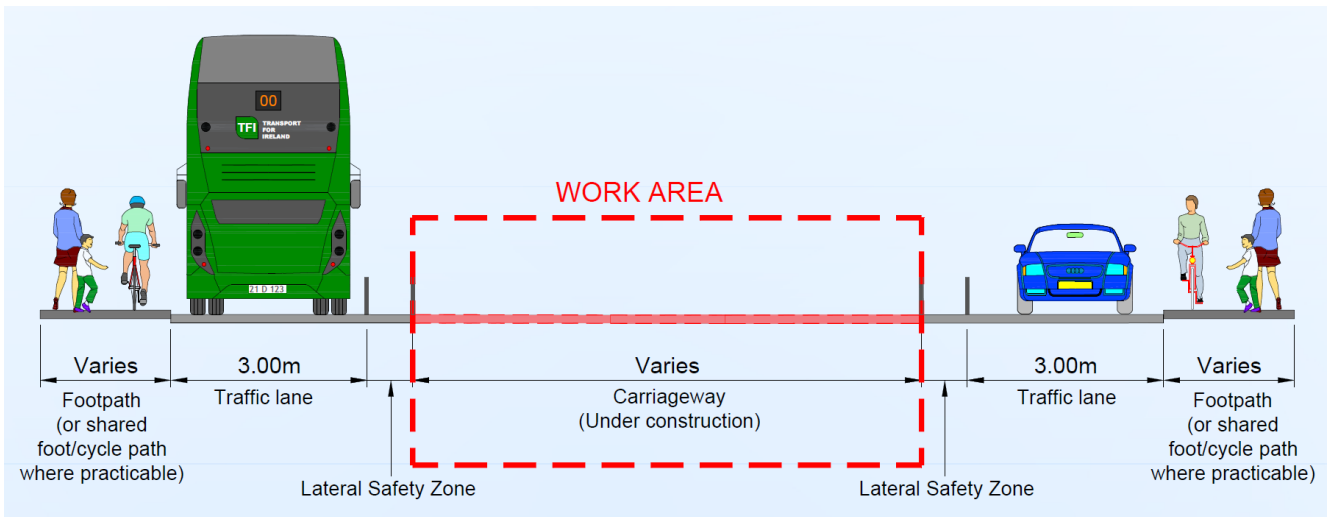 00
TFI
TRANSPORT
FOR
IRELAND
21 D 123
WORK AREA
Varies
3.00m
Varies
3.00m
Varies
Footpath
(or shared
foot/cycle path
where practicable)
Traffic lane
Carriageway
(Under construction)
Traffic lane
Footpath
(or shared
foot/cycle path
where practicable)
Lateral Safety Zone
Lateral Safety Zone